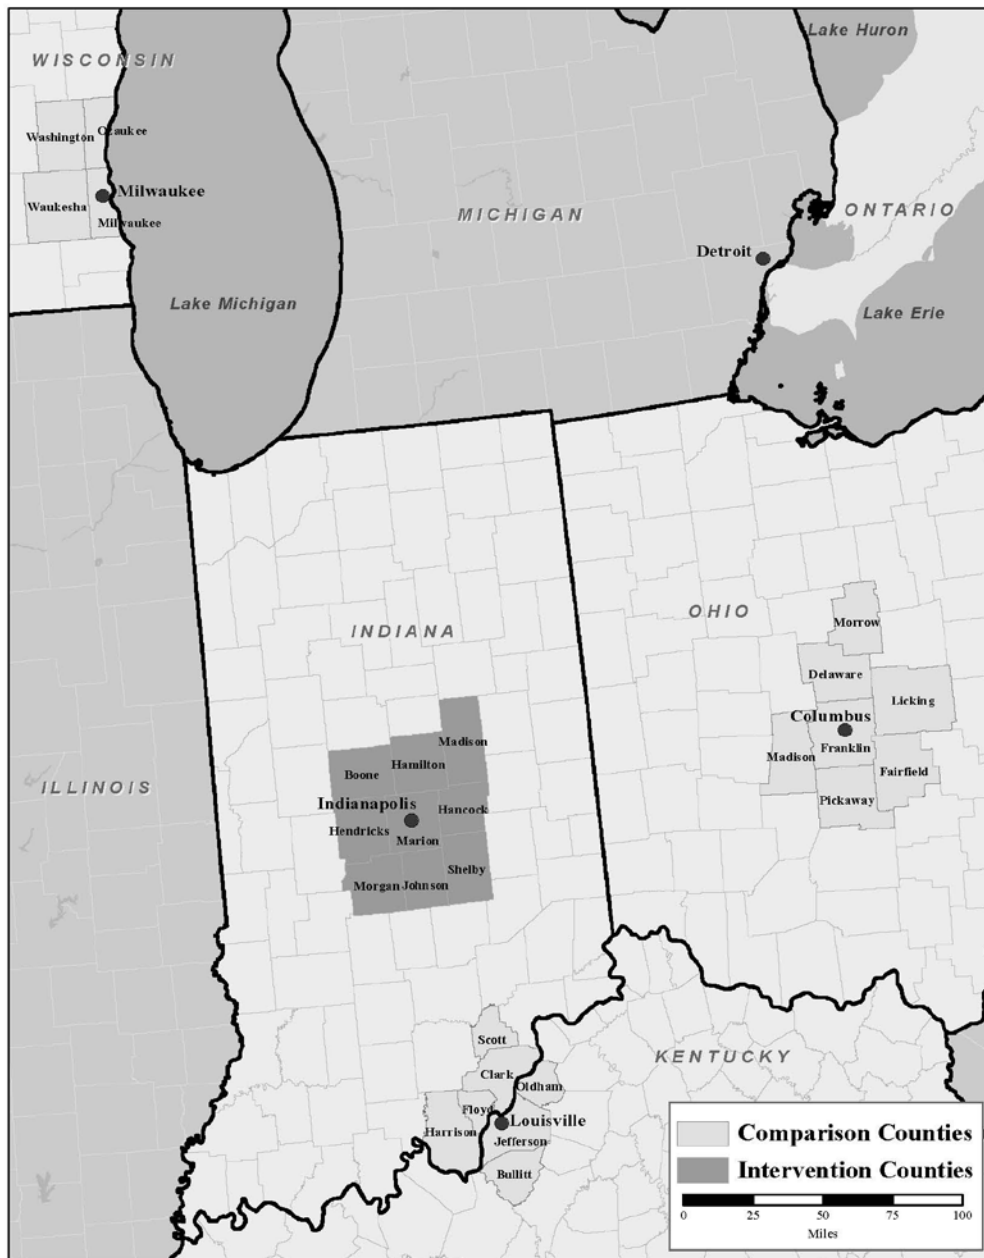 Lake Huron
WISCONSIN
Washington
Ozaukee
Milwaukee
Waukesha
Milwaukee
MICHIGAN
ONTARIO
Detroit
Lake Michigan
Lake Erie
INDIANA
OHIO
Morrow
Delaware
Licking
Columbus
Madison
Franklin
Fairfield
Pickaway
Madison
Hamilton
Boone
Indianapolis
Hancock
Hendricks
Marion
Shelby
Morgan
Johnson
ILLINOIS
Scott
Clark
Oldham
Floyd
Louisville
Harrison
Jefferson
Bullitt
KENTUCKY
Comparison Counties
Intervention Counties
0 25 50 75 100
Miles